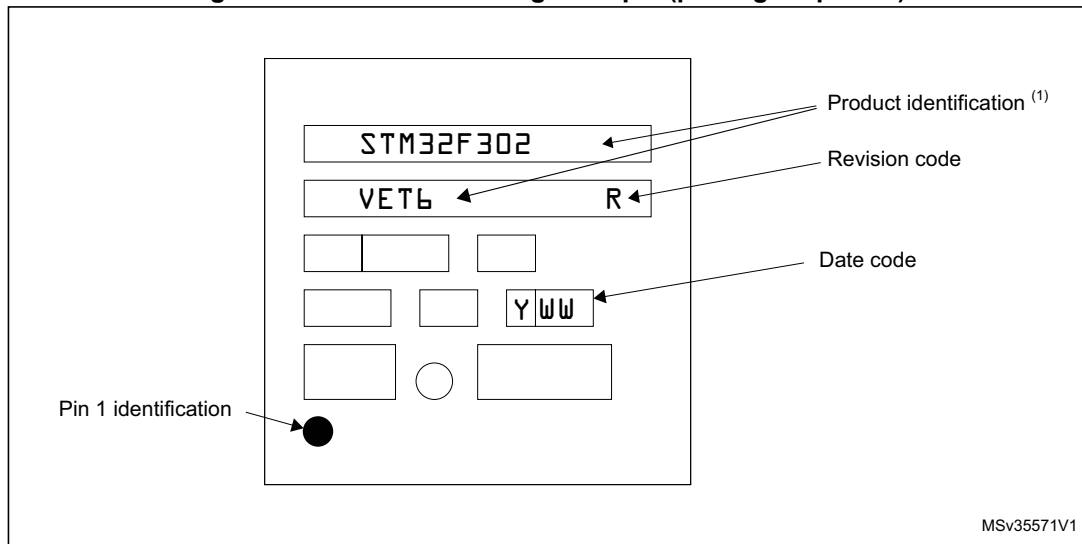 Product identification (1)
STM32F302
Revision code
VET6 R
Date code
Y WW
Pin 1 identification
MSv35571V1